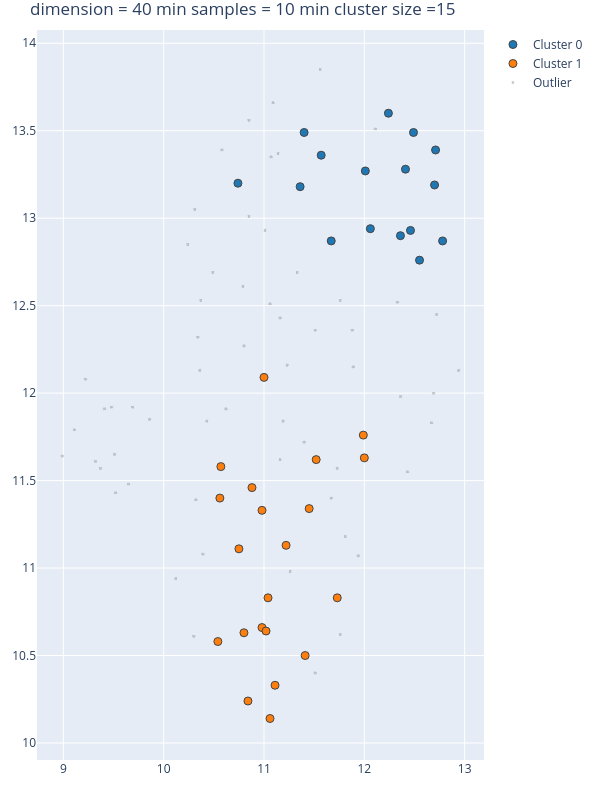 dimension = 40 min samples = 10 min cluster size =15
Cluster 0
Cluster 1
Outlier
14
13.5
13
12.5
12
11.5
11
10.5
10
9 10 11 12 13